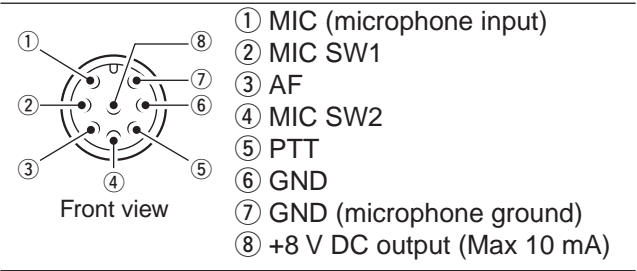 ① MIC (microphone input)
② MIC SW1
③ AF
④ MIC SW2
⑤ PTT
⑥ GND
⑦ GND (microphone ground)
⑧ +8 V DC output (Max 10 mA)
① ⑧
⑦
② ⑥
③ ⑤
④
Front view